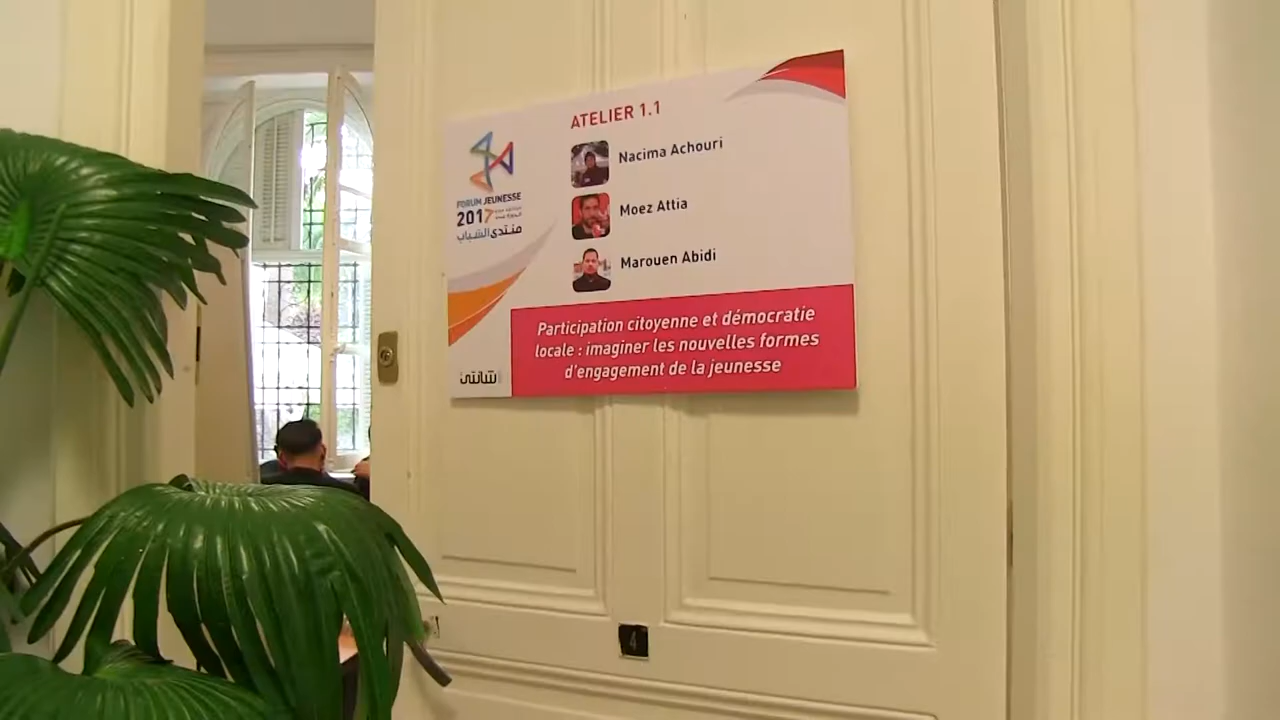 ATELIER 1.1
Nacima Achouri
Moez Attia
Marouen Abidi
FORUM JEUNESSE
2017
منتدى الشباب
Participation citoyenne et démocratie
locale : imaginer les nouvelles formes
d'engagement de la jeunesse
شانتي
4